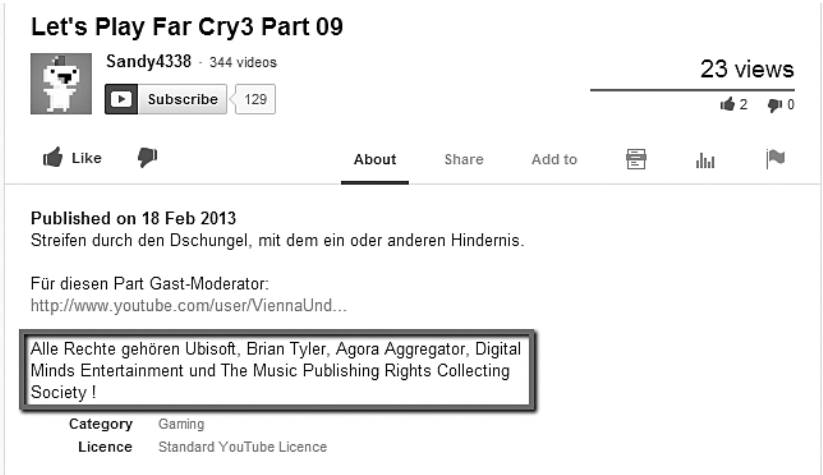 Let's Play Far Cry3 Part 09
Sandy4338 · 344 videos
Subscribe 129
23 views
2 0
Like
About Share Add to
Published on 18 Feb 2013
Streifen durch den Dschungel, mit dem ein oder anderen Hindernis.
Für diesen Part Gast-Moderator:
http://www.youtube.com/user/ViennaUnd...
Alle Rechte gehören Ubisoft, Brian Tyler, Agora Aggregator, Digital
Minds Entertainment und The Music Publishing Rights Collecting
Society !
Category Gaming
Licence Standard YouTube Licence